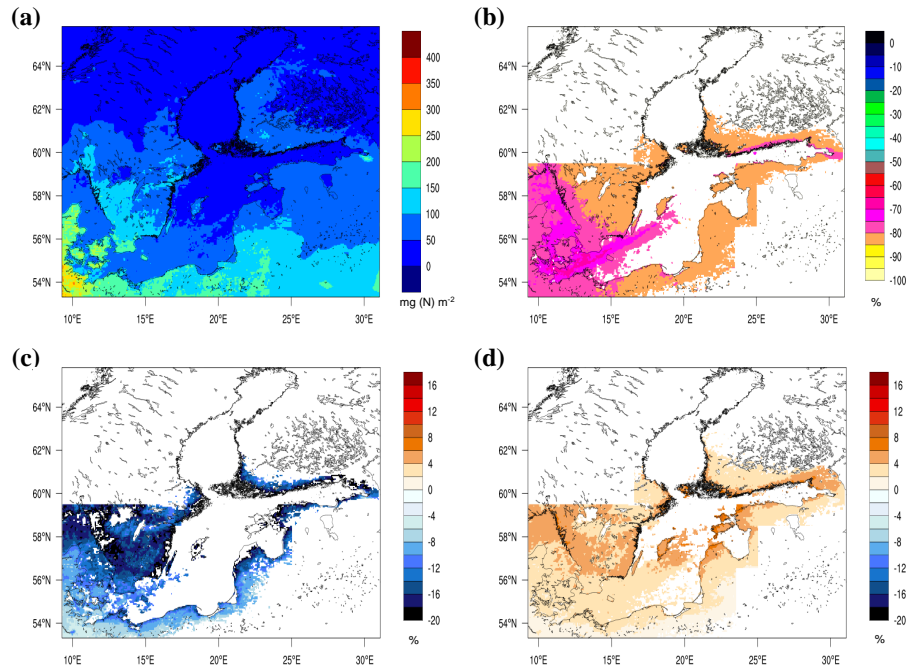 (a)
64°N
62°N
60°N
58°N
56°N
54°N
10°E 15°E 20°E 25°E 30°E
400
350
300
250
200
150
100
50
0
mg (N) m-2
(b)
64°N
62°N
60°N
58°N
56°N
54°N
10°E 15°E 20°E 25°E 30°E
0
-10
-20
-30
-40
-50
-60
-70
-80
-90
-100
%
(c)
64°N
62°N
60°N
58°N
56°N
54°N
10°E 15°E 20°E 25°E 30°E
16
12
8
4
0
-4
-8
-12
-16
-20
%
(d)
64°N
62°N
60°N
58°N
56°N
54°N
10°E 15°E 20°E 25°E 30°E
16
12
8
4
0
-4
-8
-12
-16
-20
%